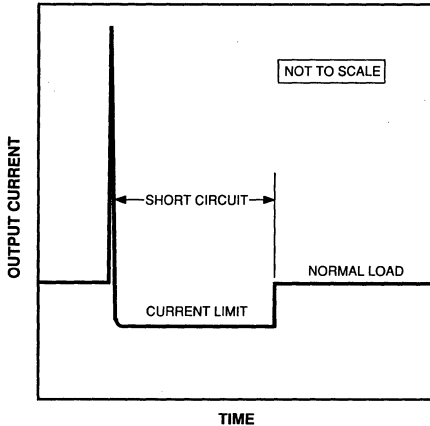 NOT TO SCALE
SHORT CIRCUIT
NORMAL LOAD
CURRENT LIMIT
OUTPUT CURRENT
TIME